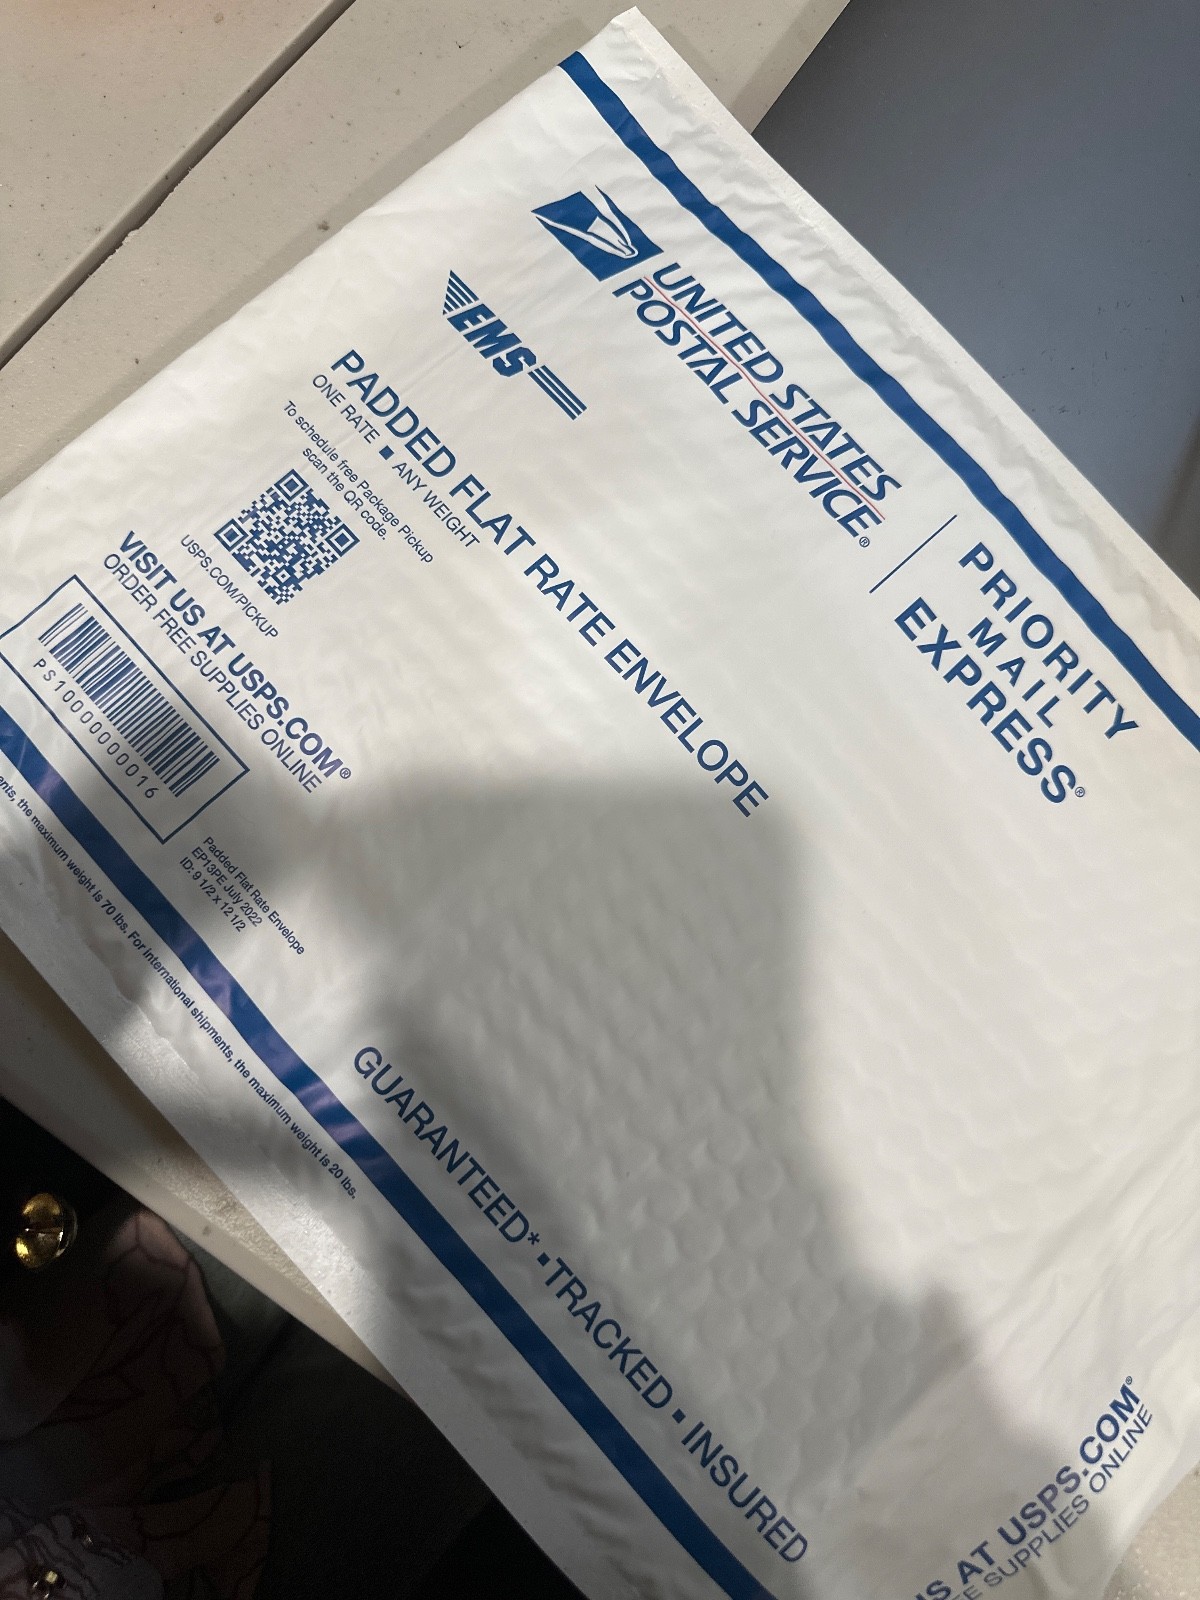 UNITED STATES
POSTAL SERVICE®
PRIORITY
MAIL
EXPRESS®
EMS
PADDED FLAT RATE ENVELOPE
ONE RATE ▪ ANY WEIGHT
To schedule free Package Pickup
scan the QR code.
USPS.COM/PICKUP
VISIT US AT USPS.COM®
ORDER FREE SUPPLIES ONLINE
PS10000000016
Padded Flat Rate Envelope
EP13PE July 2022
ID: 9 1/2 x 12 1/2
the maximum weight is 70 lbs. For international shipments, the maximum weight is 20 lbs.
GUARANTEED* ▪ TRACKED ▪ INSURED
AT USPS.COM®
SUPPLIES ONLINE